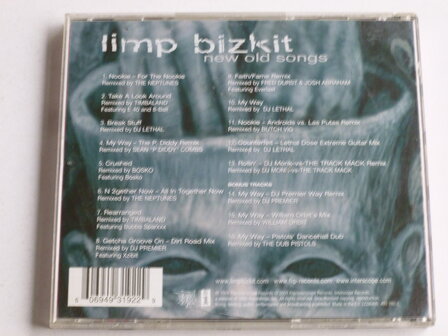 limp bizkit
new old songs
1. Nookie – For The Nookie
Remixed by THE NEPTUNES
2. Take A Look Around
Remixed by TIMBALAND
Featuring E 40 and 8-Ball
3. Break Stuff
Remixed by DJ LETHAL
4. My Way – The P. Diddy Remix
Remixed by SEAN "P DIDDY" COMBS
5. Crushed
Remixed by BOSKO
Featuring Bosko
6. N 2gether Now – All In Together Now
Remixed by THE NEPTUNES
7. Rearranged
Remixed by TIMBALAND
Featuring Bubba Sparxxx
8. Getcha Groove On – Dirt Road Mix
Remixed by DJ PREMIER
Featuring Xzibit
9. Faith/Fame Remix
Remixed by FRED DURST & JOSH ABRAHAM
Featuring Everlast
10. My Way
Remixed by DJ LETHAL
11. Nookie – Androids vs. Las Putas Remix
Remixed by BUTCH VIG
12. Counterfeit – Lethal Dose Extreme Guitar Mix
Remixed by DJ LETHAL
13. Rollin' – DJ Monk-vs-THE TRACK MACK Remix
Remixed by DJ MONK-vs-THE TRACK MACK
BONUS TRACKS
14. My Way – DJ Premier Way Remix
Remixed by DJ PREMIER
15. My Way – William Orbit's Mix
Remixed by WILLIAM ORBIT
16. My Way – Pistols' Dancehall Dub
Remixed by THE DUB PISTOLS
6 06949 31922 9
limpbizkit.com flip-records.com interscope.com